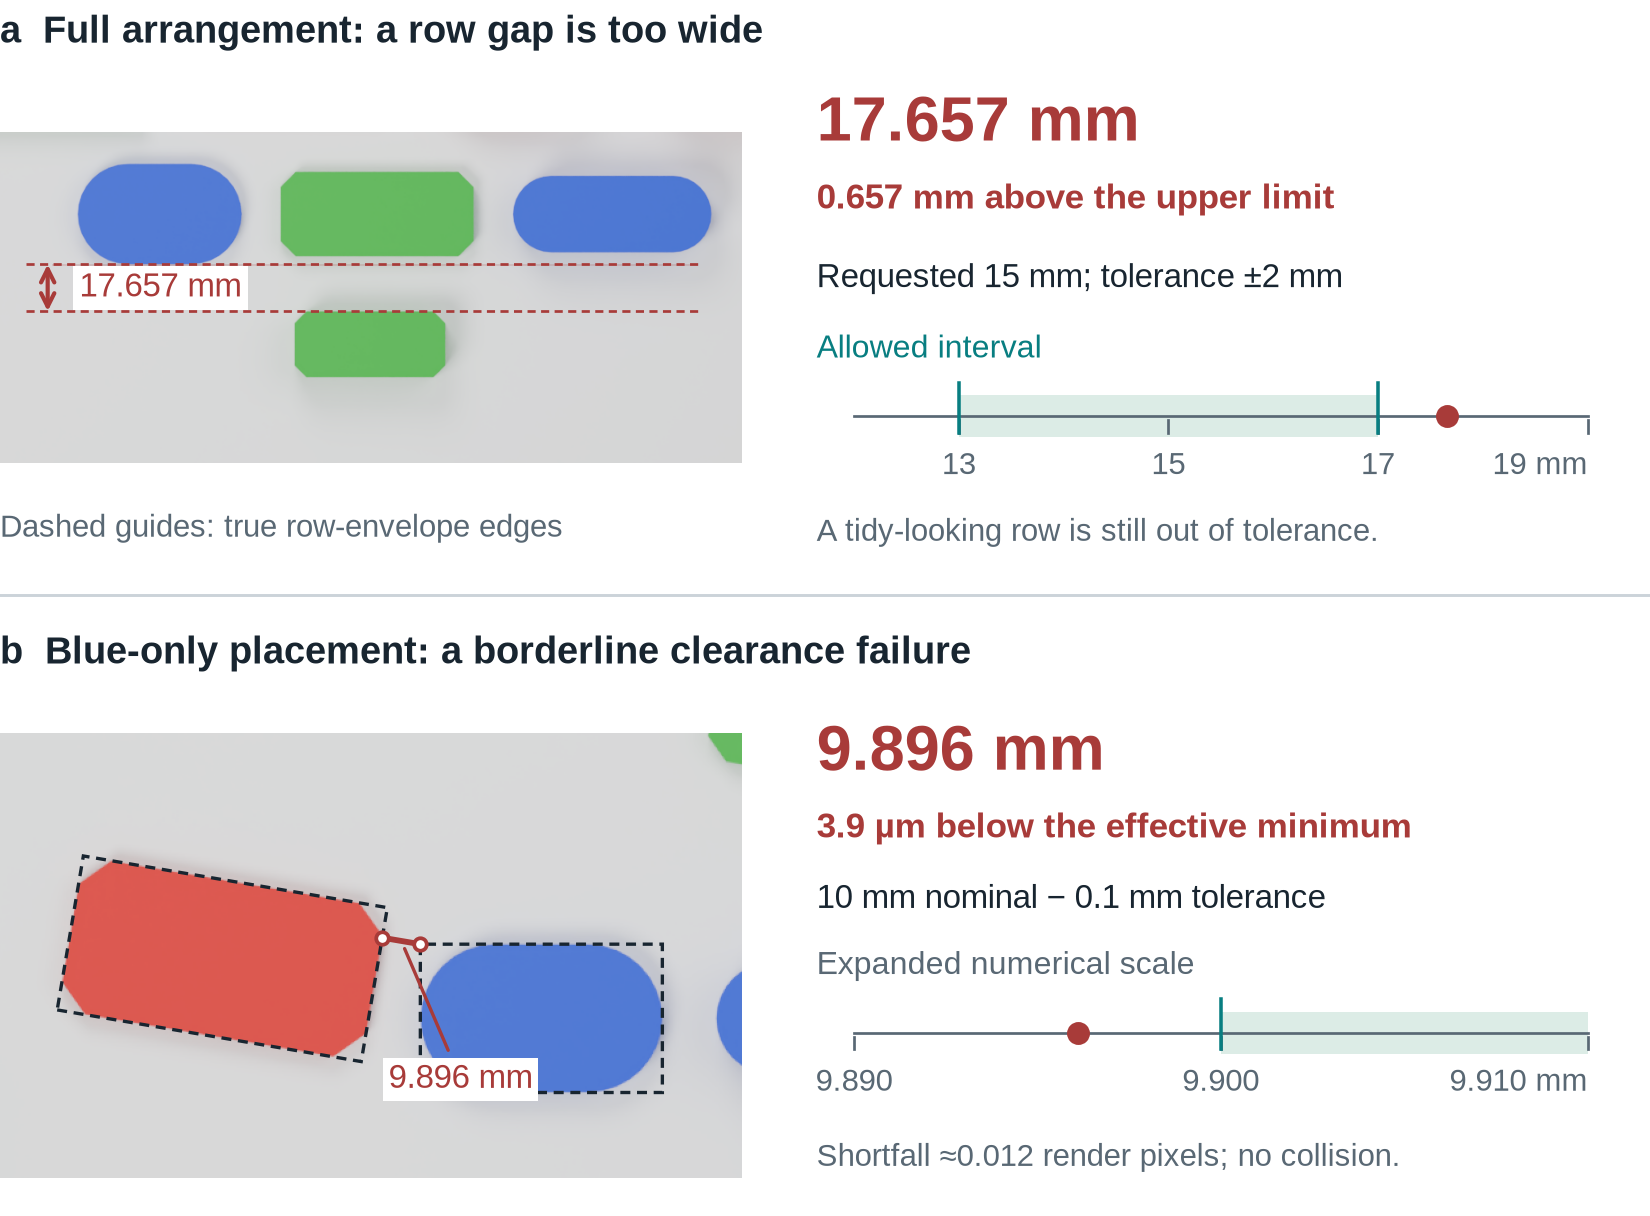 a Full arrangement: a row gap is too wide
17.657 mm
17.657 mm
0.657 mm above the upper limit
Requested 15 mm; tolerance ±2 mm
Allowed interval
13 15 17 19 mm
Dashed guides: true row-envelope edges
A tidy-looking row is still out of tolerance.
b Blue-only placement: a borderline clearance failure
9.896 mm
9.896 mm
3.9 µm below the effective minimum
10 mm nominal − 0.1 mm tolerance
Expanded numerical scale
9.890 9.900 9.910 mm
Shortfall ≈0.012 render pixels; no collision.